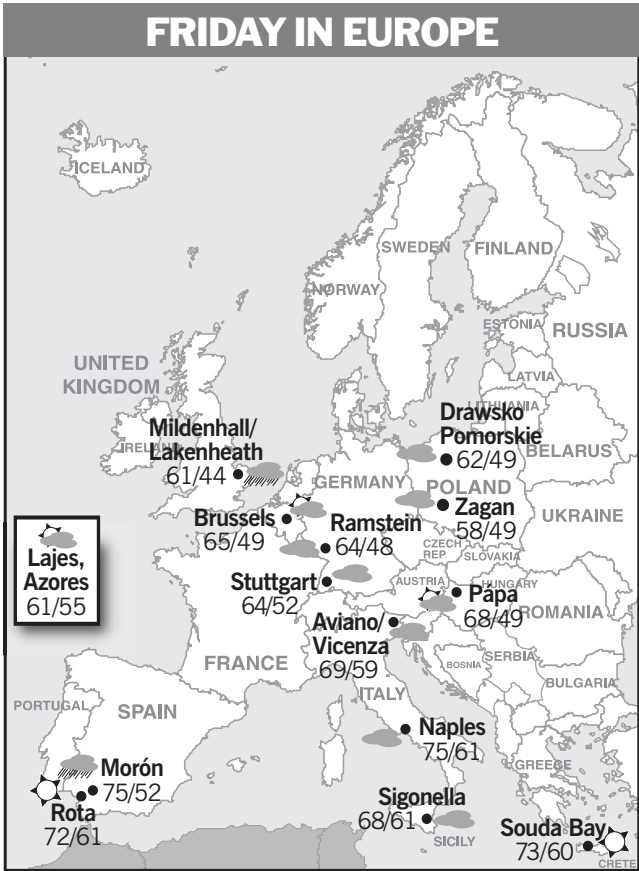 FRIDAY IN EUROPE
ICELAND
SWEDEN
FINLAND
NORWAY
ESTONIA
RUSSIA
LATVIA
LITHUANIA
UNITED
KINGDOM
IRELAND
Mildenhall/
Lakenheath
61/44
Drawsko
Pomorskie
62/49
BELARUS
GERMANY
POLAND
Zagan
58/49
UKRAINE
Brussels
65/49
Ramstein
64/48
CZECH
REP
SLOVAKIA
Lajes,
Azores
61/55
Stuttgart
64/52
AUSTRIA
HUNGARY
Pápa
68/49
ROMANIA
Aviano/
Vicenza
69/59
FRANCE
BOSNIA
SERBIA
BULGARIA
ITALY
PORTUGAL
SPAIN
Naples
75/61
GREECE
Morón
75/52
Rota
72/61
Sigonella
68/61
SICILY
Souda Bay
73/60
CRETE